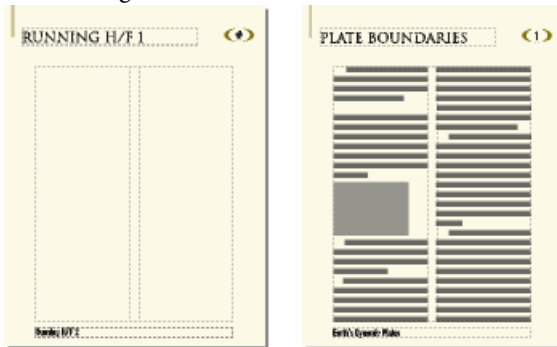 RUNNING H/F 1
#
Running H/F 2
PLATE BOUNDARIES
1
Earth's Dynamic Plates